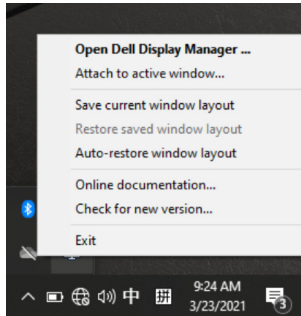 Open Dell Display Manager ...
Attach to active window...
Save current window layout
Restore saved window layout
Auto-restore window layout
Online documentation...
Check for new version...
Exit
中 拼 9:24 AM
3/23/2021
3